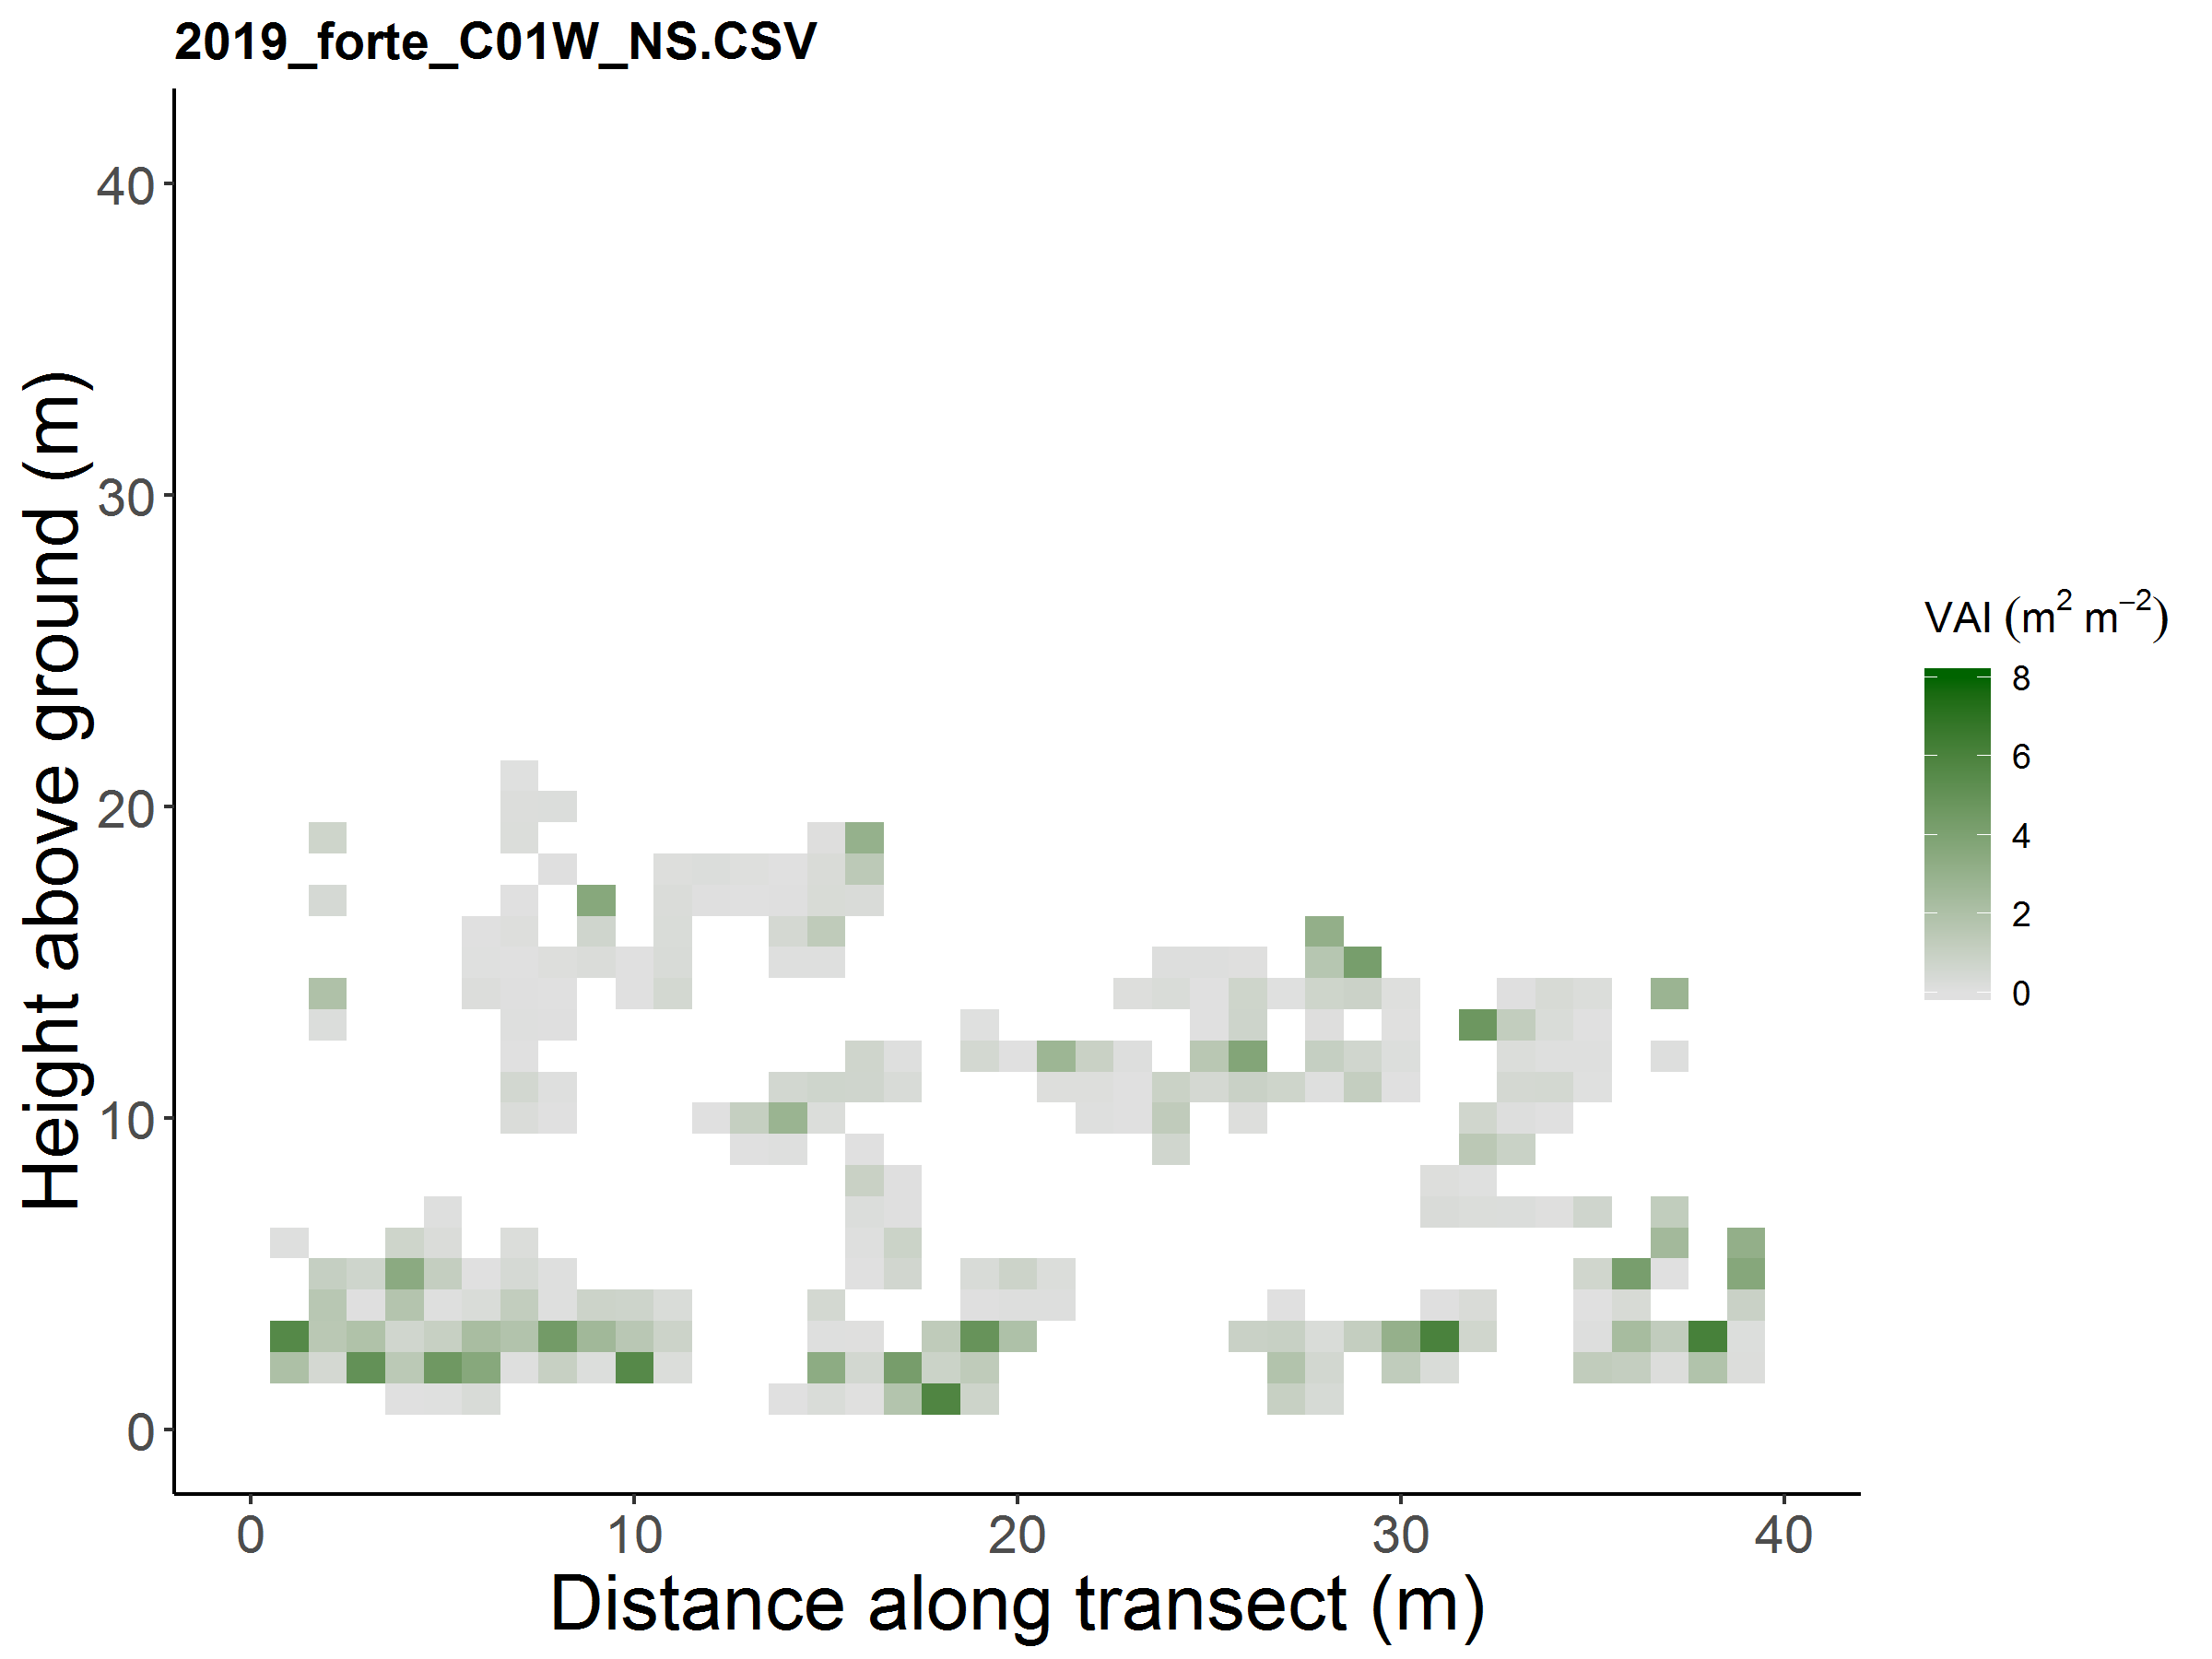 2019_forte_C01W_NS.CSV
40
30
20
10
0
Height above ground (m)
0 10 20 30 40
Distance along transect (m)
VAI (m² m⁻²)
8
6
4
2
0